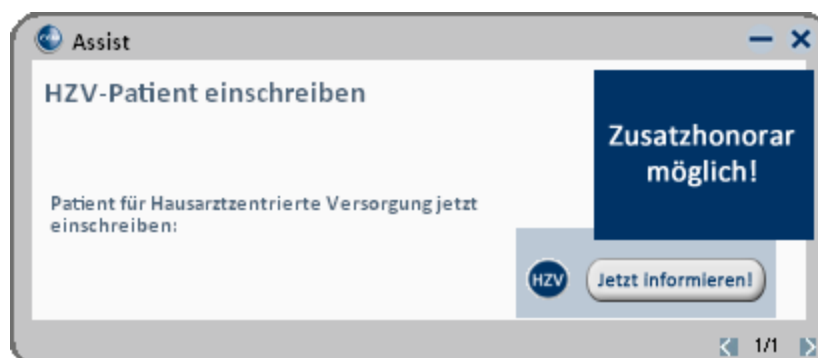 Assist
HZV-Patient einschreiben
Zusatzhonorar
möglich!
Patient für Hausarztzentrierte Versorgung jetzt
einschreiben:
HZV
Jetzt informieren!
1/1